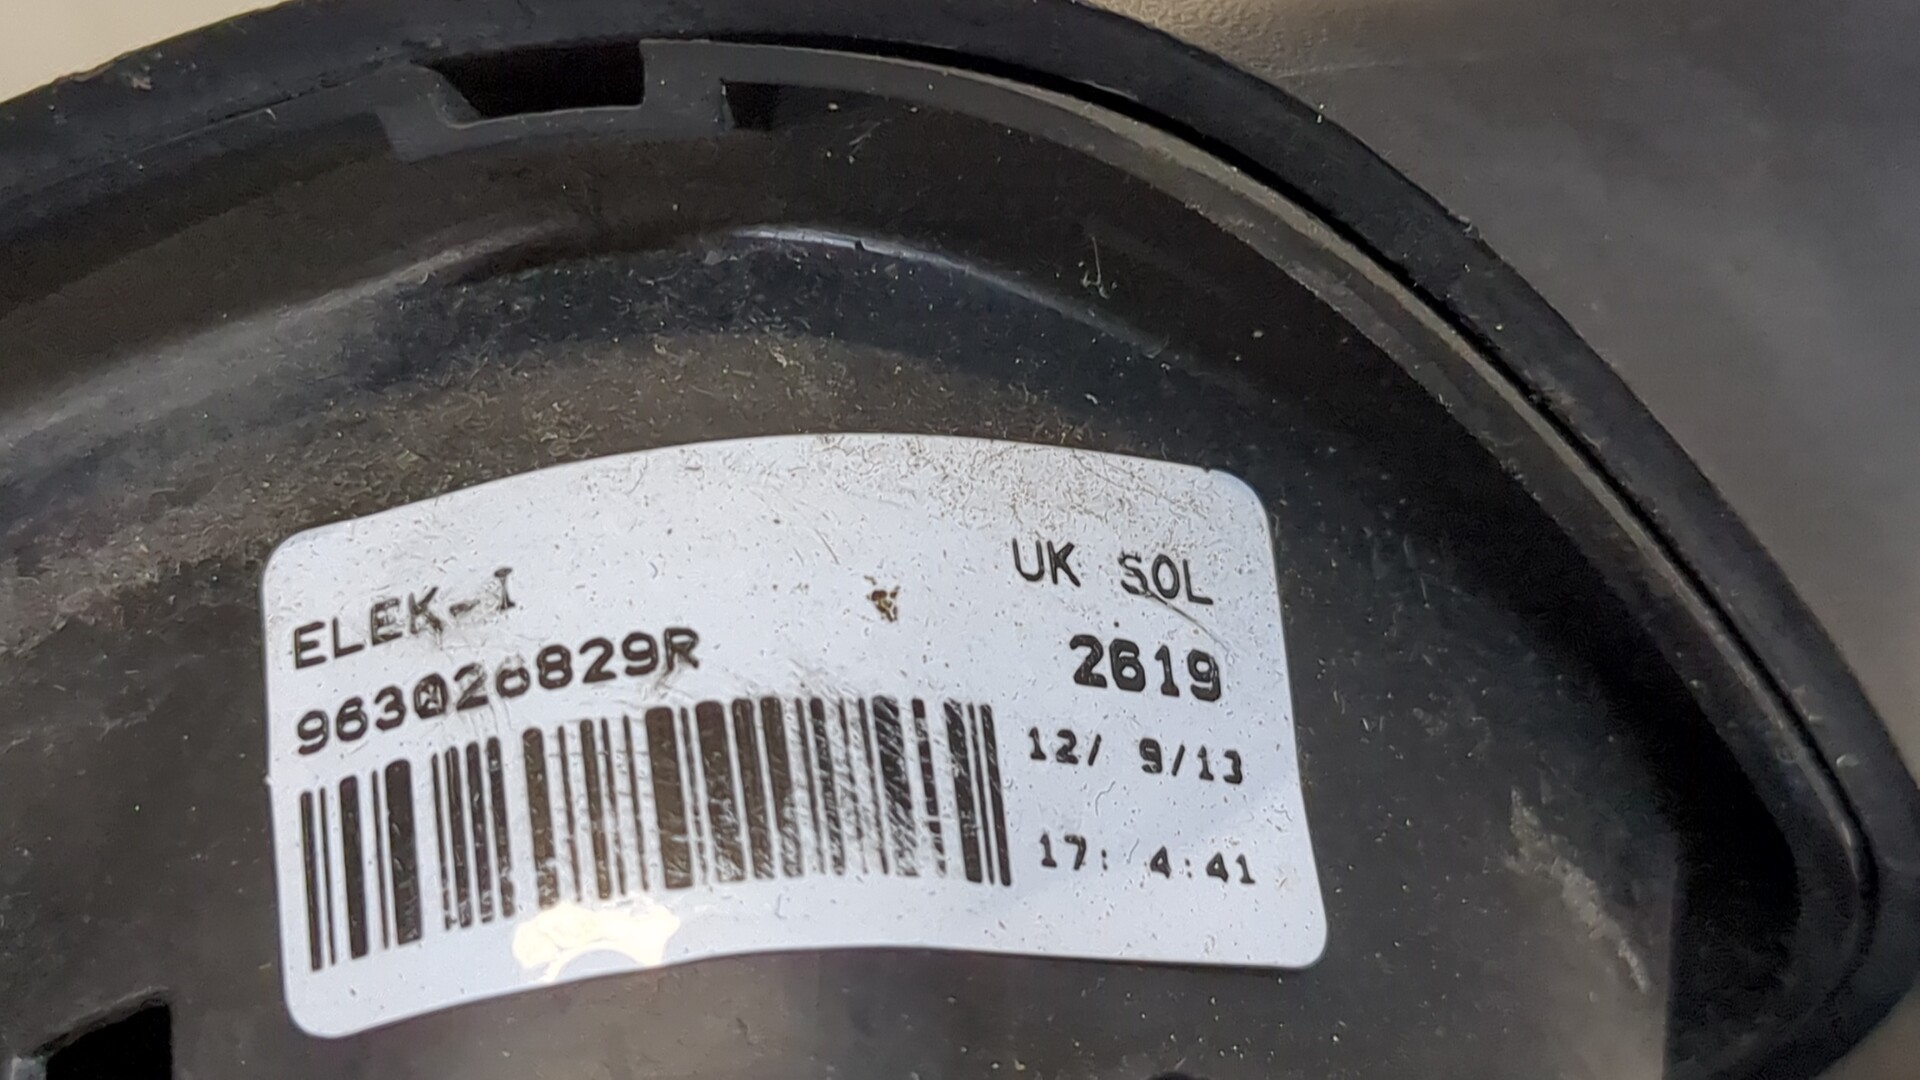 ELEK-I
UK SOL
963026829R
2619
12/ 9/13
17: 4:41